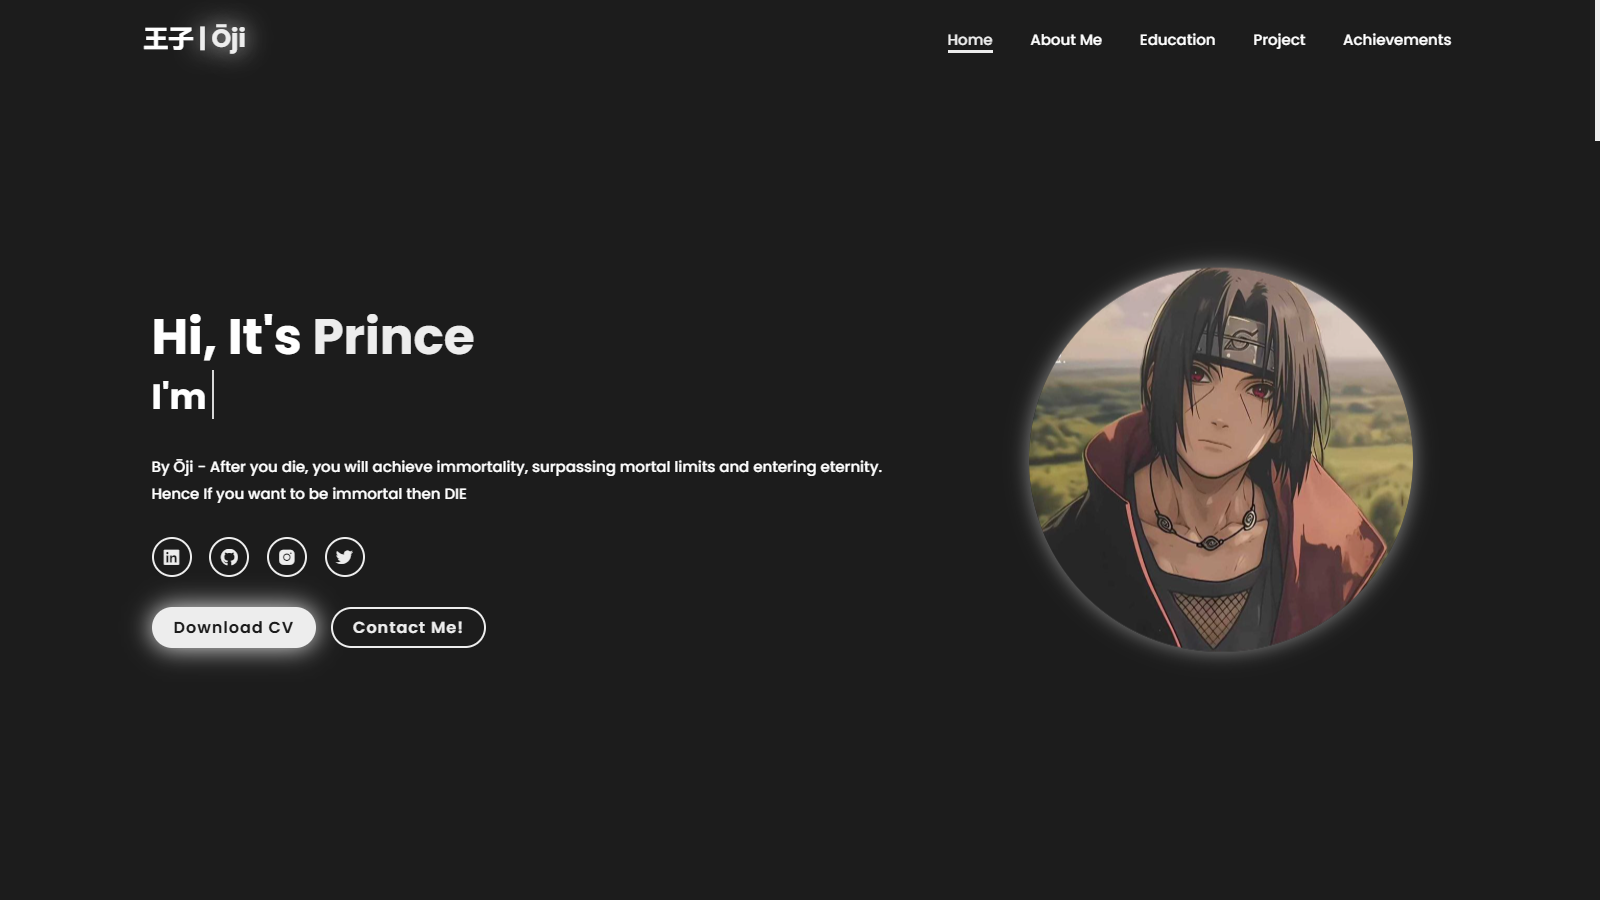 王子 | Ōji
Home About Me Education Project Achievements
Hi, It's Prince
I'm
By Ōji - After you die, you will achieve immortality, surpassing mortal limits and entering eternity.
Hence If you want to be immortal then DIE
Download CV Contact Me!